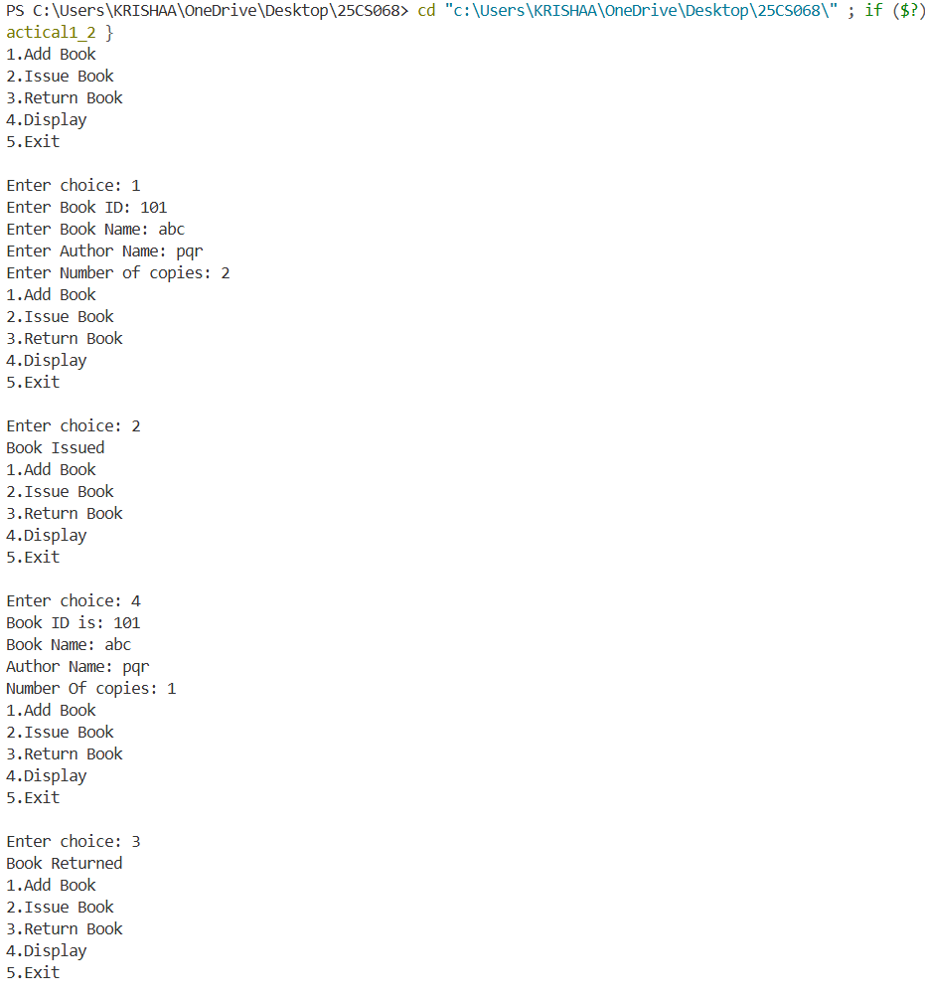 PS C:\Users\KRISHAA\OneDrive\Desktop\25CS068> cd "c:\Users\KRISHAA\OneDrive\Desktop\25CS068\" ; if ($?)
actical1_2 }
1.Add Book
2.Issue Book
3.Return Book
4.Display
5.Exit

Enter choice: 1
Enter Book ID: 101
Enter Book Name: abc
Enter Author Name: pqr
Enter Number of copies: 2
1.Add Book
2.Issue Book
3.Return Book
4.Display
5.Exit

Enter choice: 2
Book Issued
1.Add Book
2.Issue Book
3.Return Book
4.Display
5.Exit

Enter choice: 4
Book ID is: 101
Book Name: abc
Author Name: pqr
Number Of copies: 1
1.Add Book
2.Issue Book
3.Return Book
4.Display
5.Exit

Enter choice: 3
Book Returned
1.Add Book
2.Issue Book
3.Return Book
4.Display
5.Exit